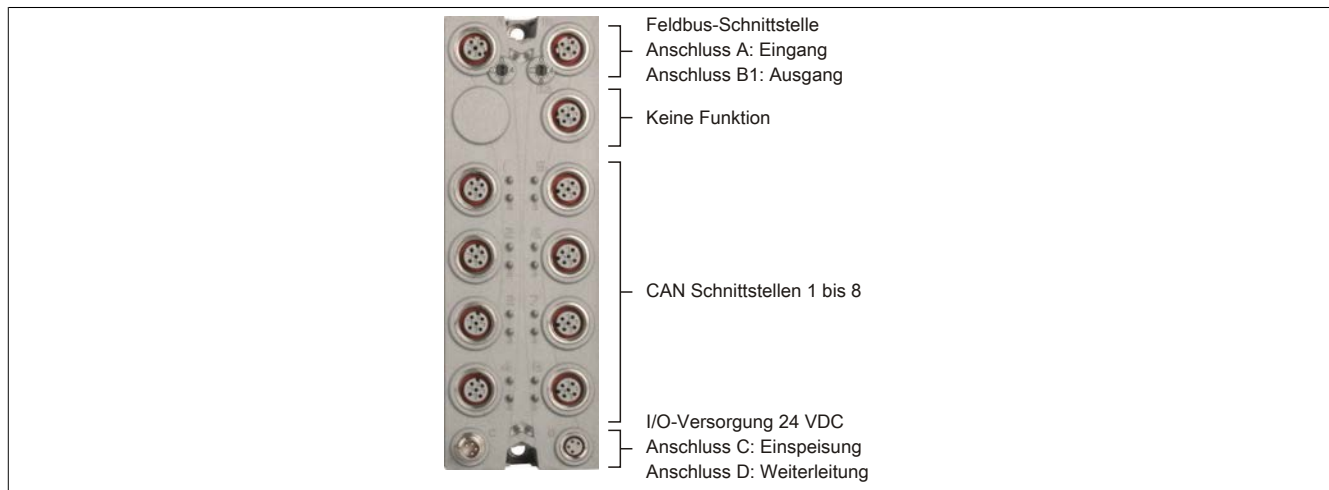 Feldbus-Schnittstelle
Anschluss A: Eingang
Anschluss B1: Ausgang
Keine Funktion
CAN Schnittstellen 1 bis 8
I/O-Versorgung 24 VDC
Anschluss C: Einspeisung
Anschluss D: Weiterleitung